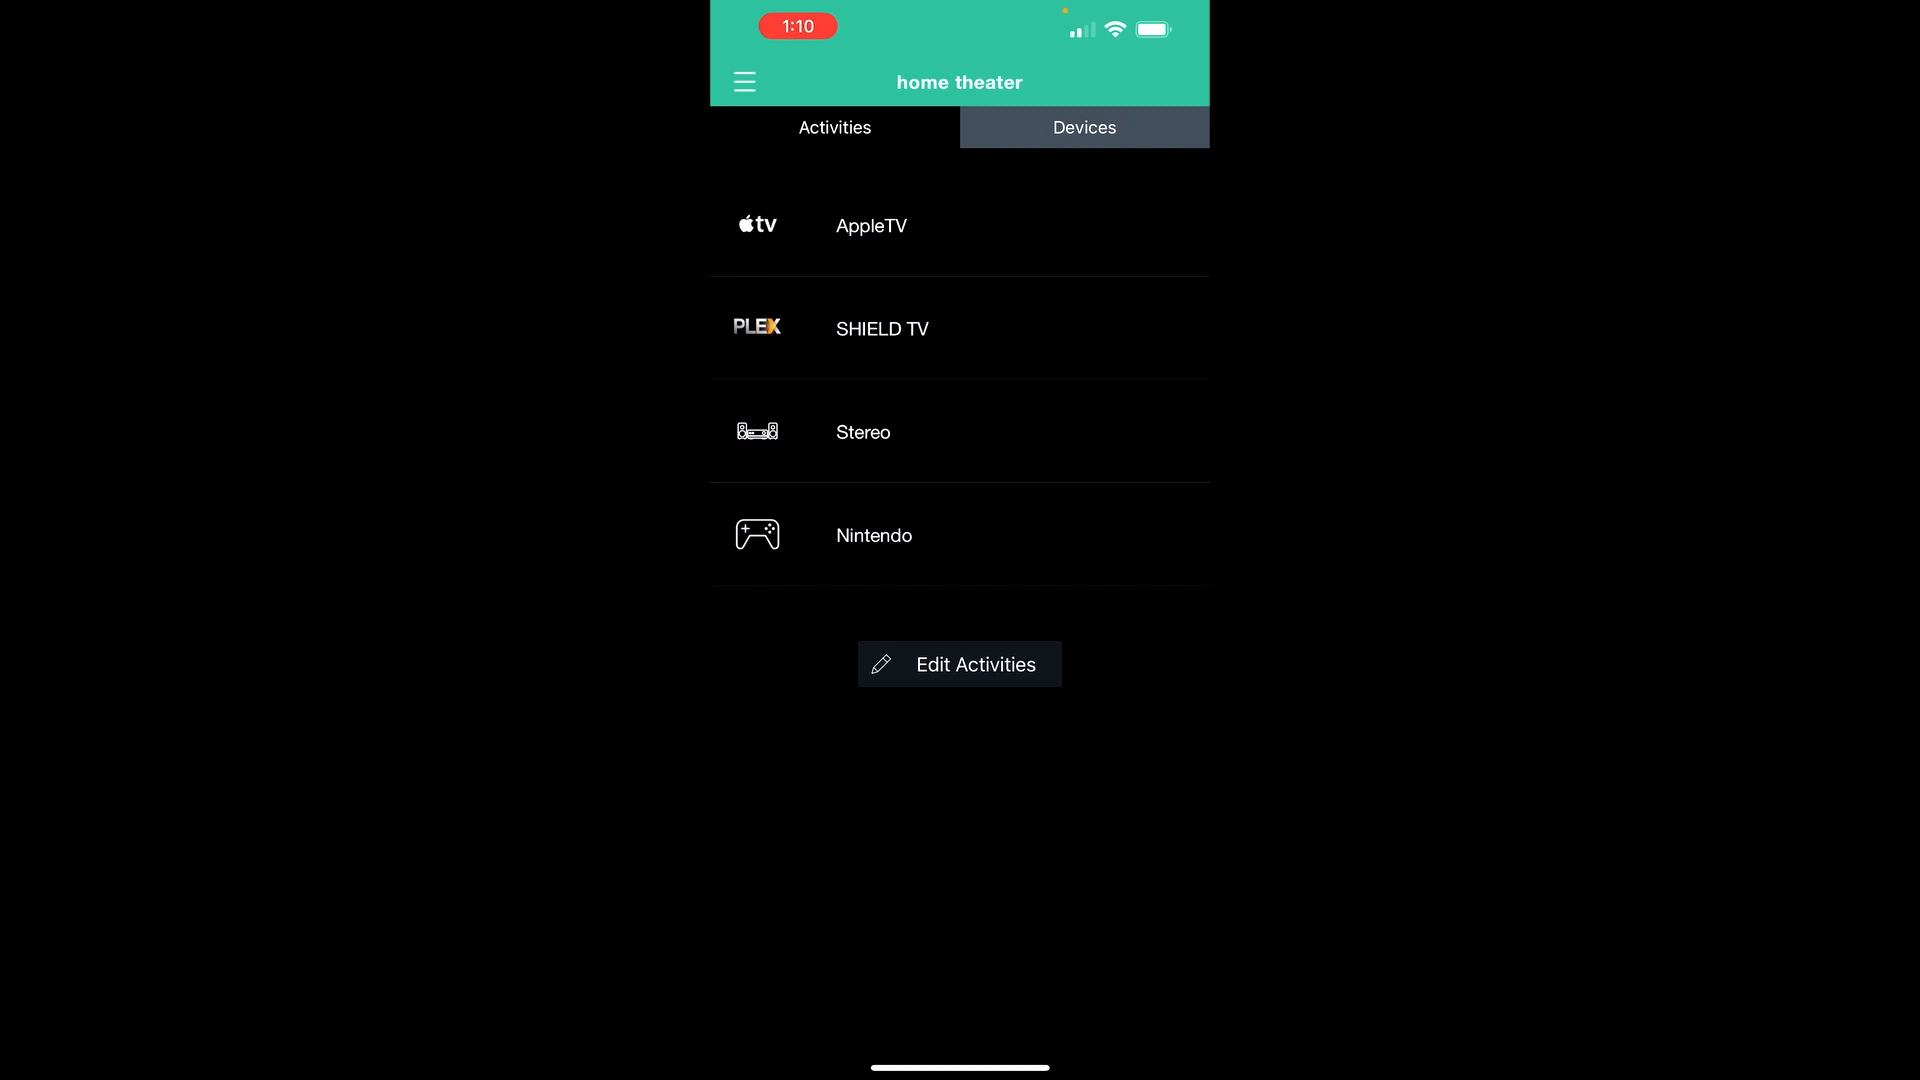 1:10
home theater
Activities
Devices
tv
AppleTV
PLEX
SHIELD TV
Stereo
Nintendo
Edit Activities